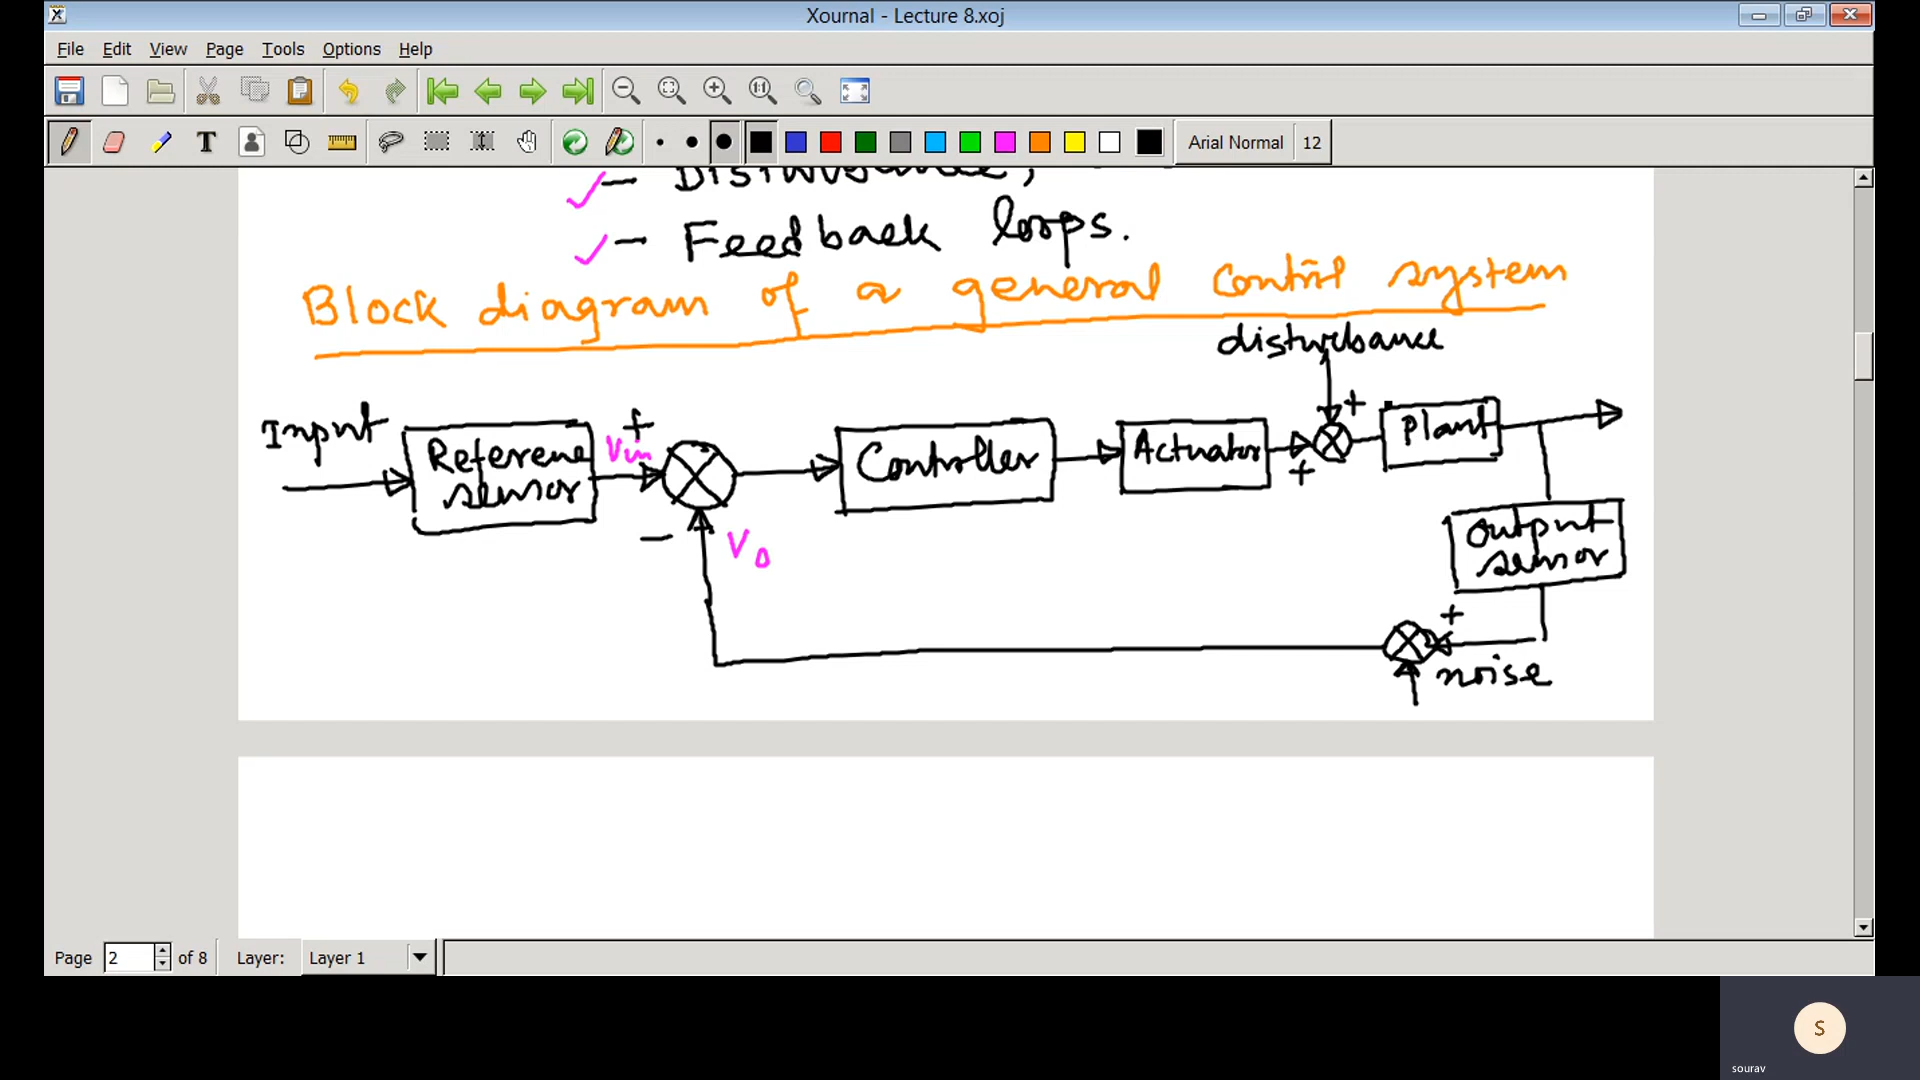 Xournal - Lecture 8.xoj
File Edit View Page Tools Options Help
Arial Normal 12
- Disturbance,
- Feedback loops.
Block diagram of a general control system
disturbance
Input
Reference
sensor
+
Vin
Controller
Actuator
+
+
Plant
-
Vo
Output
sensor
+
noise
Page 2 of 8 Layer: Layer 1
S
sourav